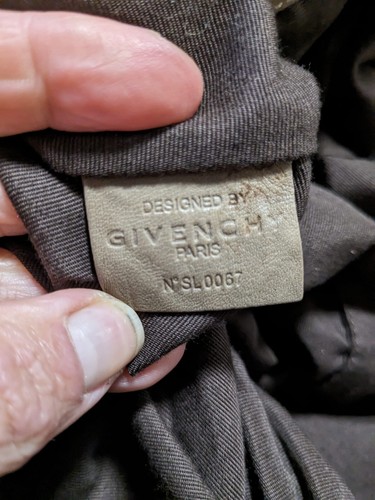 DESIGNED BY
GIVENCHY
PARIS
N°SL0067